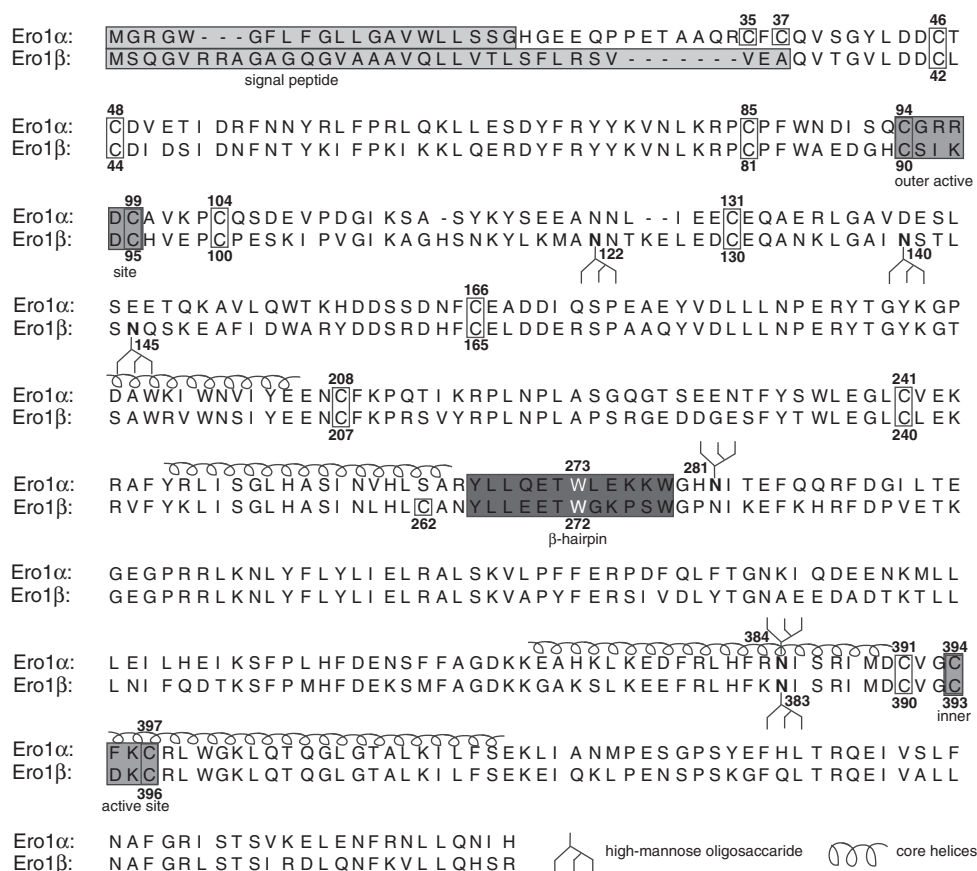 35 37 46
Ero1α: MGRGW---GFLFGLLGAVWLLSSGHGEEQPPETAAQRCFCQVSGYLDDCT
Ero1β: MSQGVRRAGAGQGVAAAVQLLVTLSFLRSV-------VEAQVTGVLDDCL
signal peptide 42
48 85 94
Ero1α: CDVETIDRFNNYRLFPRLQKLLESDYFRYYKVNLKRPCPFWNDISQCGRR
Ero1β: CDIDSIDNFNTYKIFPKIKKLQERDYFRYYKVNLKRPCPFWAEDGHCSIK
44 81 90
outer active
99 104 131
Ero1α: DCAVKPCQSDEVPDGIKSA-SYKYSEEANNL--IEECEQAERLGAVDESL
Ero1β: DCHVEPCPESKIPVGIKAGHSNKYLKMANNTKELEDCEQANKLGAINSTL
95 100 122 130 140
site
166
Ero1α: SEETQKAVLQWTKHDDSSDNFCEADDIQSPEAEYVDLLLNPERYTGYKGP
Ero1β: SNQSKEAFIDWARYDDSRDHFCELDDERSPAAQYVDLLLNPERYTGYKGT
145 165
208 241
Ero1α: DAWKIWNVIYEENCFKPQTIKRPLNPLASGQGTSEENTFYSWLEGLCVEK
Ero1β: SAWRVWNSIYEENCFKPRSVYRPLNPLAPSRGEDDGESFYTWLEGLCLEK
207 240
273 281
Ero1α: RAFYRLISGLHASINVHLSARYLLQETWLEKKWGHNITEFQQRFDGILTE
Ero1α: RVFYKLISGLHASINLHLCANYLLEETWGKPSWGPNIKEFKHRFDPVETK
262 272
β-hairpin
Ero1α: GEGPRRLKNLYFLYLIELRALSKVLPFFERPDFQLFTGNKIQDEENKMLL
Ero1β: GEGPRRLKNLYFLYLIELRALSKVAPYFERSIVDLYTGNAEEDADTKTLL
384 391 394
Ero1α: LEILHEIKSFPLHFDENSFFAGDKKEAHKLKEDFRLHFRNISRIMDCVGC
Ero1β: LNIFQDTKSFPMHFDEKSMFAGDKKGAKSLKEEFRLHFKNISRIMDCVGC
383 390 393
inner
397
Ero1α: FKCRLWGKLQTQGLGTALKILFSEKLIANMPESGPSYEFHLTRQEIVSLF
Ero1β: DKCRLWGKLQTQGLGTALKILFSEKEIQKLPENSPSKGFQLTRQEIVALL
396
active site
Ero1α: NAFGRISTSVKELENFRNLLQNIH
Ero1β: NAFGRLSTSIRDLQNFKVLLQHSR
high-mannose oligosaccaride core helices